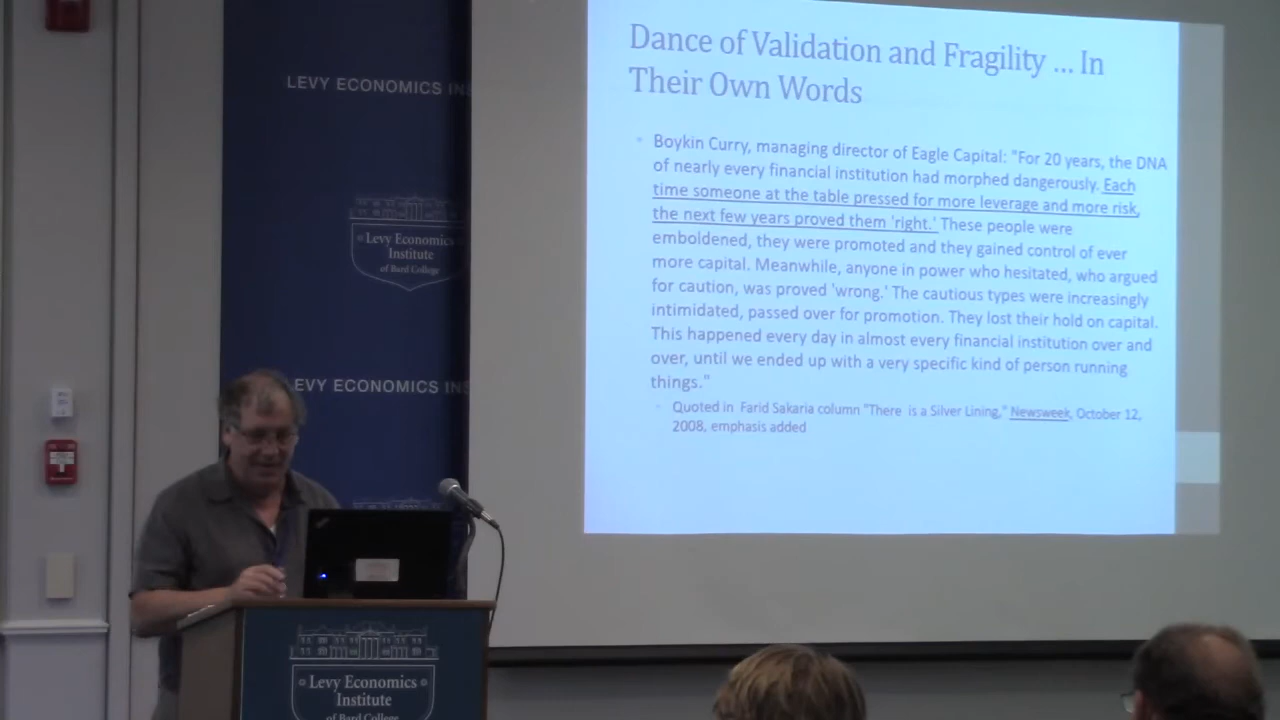 LEVY ECONOMICS INS
Levy Economics
Institute
of Bard College
LEVY ECONOMICS INS
Levy Economics
Institute
of Bard College
Dance of Validation and Fragility … In
Their Own Words
Boykin Curry, managing director of Eagle Capital: "For 20 years, the DNA
of nearly every financial institution had morphed dangerously. Each
time someone at the table pressed for more leverage and more risk,
the next few years proved them 'right.' These people were
emboldened, they were promoted and they gained control of ever
more capital. Meanwhile, anyone in power who hesitated, who argued
for caution, was proved 'wrong.' The cautious types were increasingly
intimidated, passed over for promotion. They lost their hold on capital.
This happened every day in almost every financial institution over and
over, until we ended up with a very specific kind of person running
things."
Quoted in Farid Sakaria column "There is a Silver Lining," Newsweek, October 12,
2008, emphasis added